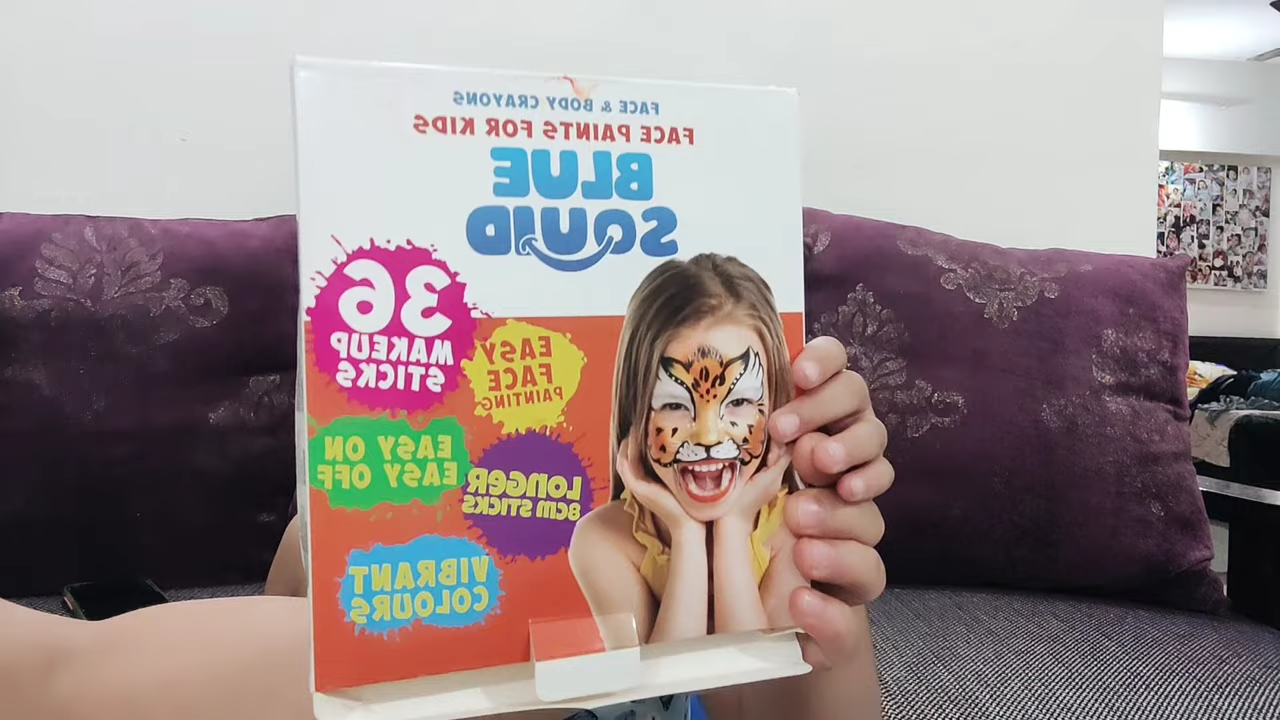 FACE & BODY CRAYONS
FACE PAINTS FOR KIDS
BLUE
SQUID
36
MAKEUP
STICKS
EASY
FACE
PAINTING
EASY ON
EASY OFF
LONGER
8CM STICKS
VIBRANT
COLOURS